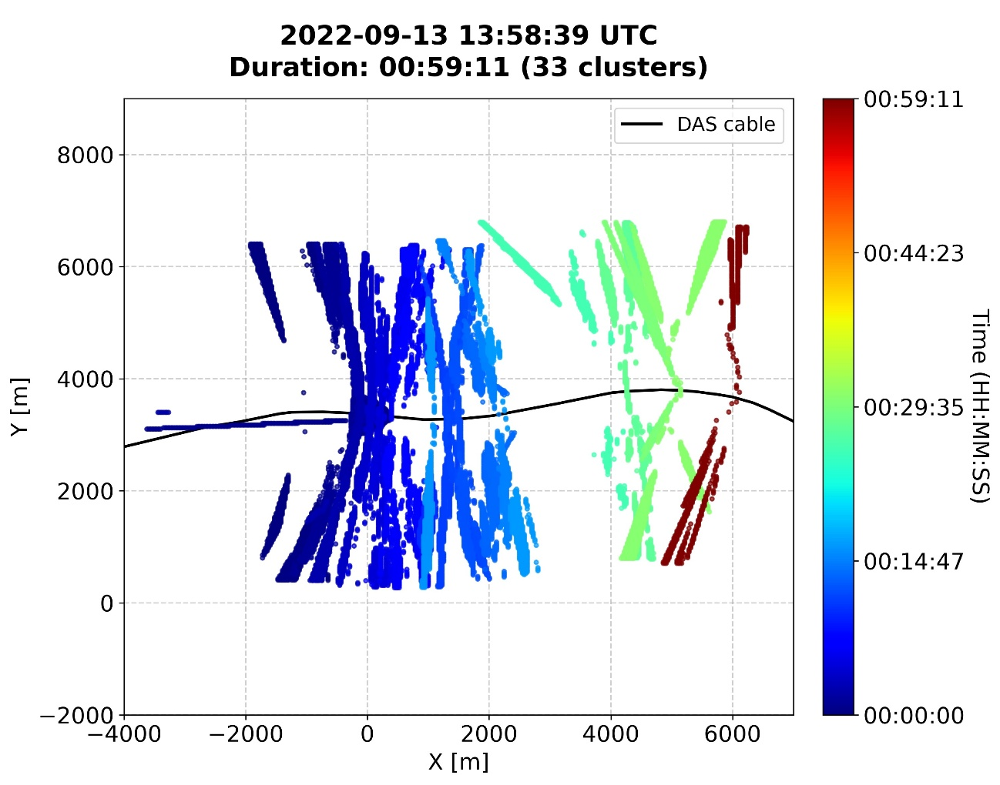 2022-09-13 13:58:39 UTC
Duration: 00:59:11 (33 clusters)
DAS cable
8000
6000
4000
2000
0
−2000
Y [m]
−4000
−2000
0
2000
4000
6000
X [m]
00:59:11
00:44:23
00:29:35
00:14:47
00:00:00
Time (HH:MM:SS)